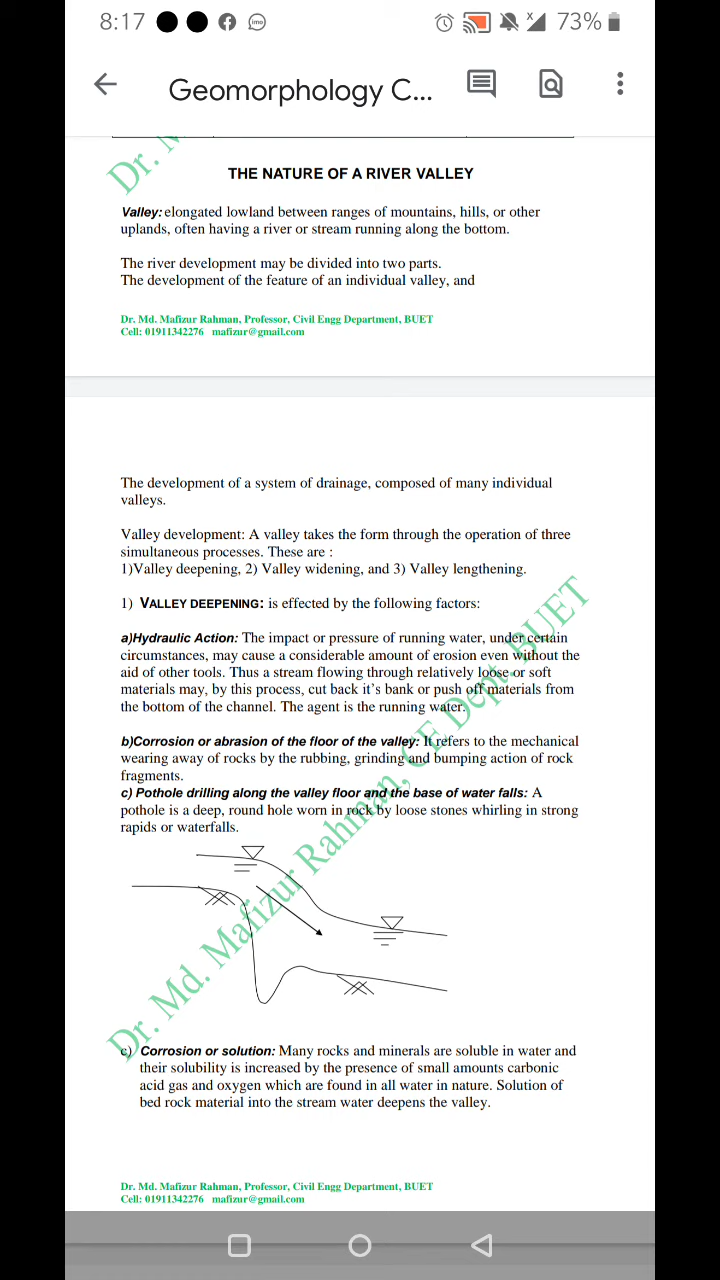 8:17
imo
73%
Geomorphology C...
Dr. M
THE NATURE OF A RIVER VALLEY
Valley: elongated lowland between ranges of mountains, hills, or other
uplands, often having a river or stream running along the bottom.
The river development may be divided into two parts.
The development of the feature of an individual valley, and
Dr. Md. Mafizur Rahman, Professor, Civil Engg Department, BUET
Cell: 01911342276 mafizur@gmail.com
The development of a system of drainage, composed of many individual
valleys.
Valley development: A valley takes the form through the operation of three
simultaneous processes. These are :
1)Valley deepening, 2) Valley widening, and 3) Valley lengthening.
1) VALLEY DEEPENING: is effected by the following factors:
a)Hydraulic Action: The impact or pressure of running water, under certain
circumstances, may cause a considerable amount of erosion even without the
aid of other tools. Thus a stream flowing through relatively loose or soft
materials may, by this process, cut back it's bank or push off materials from
the bottom of the channel. The agent is the running water.
b)Corrosion or abrasion of the floor of the valley: It refers to the mechanical
wearing away of rocks by the rubbing, grinding and bumping action of rock
fragments.
c) Pothole drilling along the valley floor and the base of water falls: A
pothole is a deep, round hole worn in rock by loose stones whirling in strong
rapids or waterfalls.
Dr. Md. Mafizur Rahman, CE Dept. BUET
c) Corrosion or solution: Many rocks and minerals are soluble in water and
their solubility is increased by the presence of small amounts carbonic
acid gas and oxygen which are found in all water in nature. Solution of
bed rock material into the stream water deepens the valley.
Dr. Md. Mafizur Rahman, Professor, Civil Engg Department, BUET
Cell: 01911342276 mafizur@gmail.com